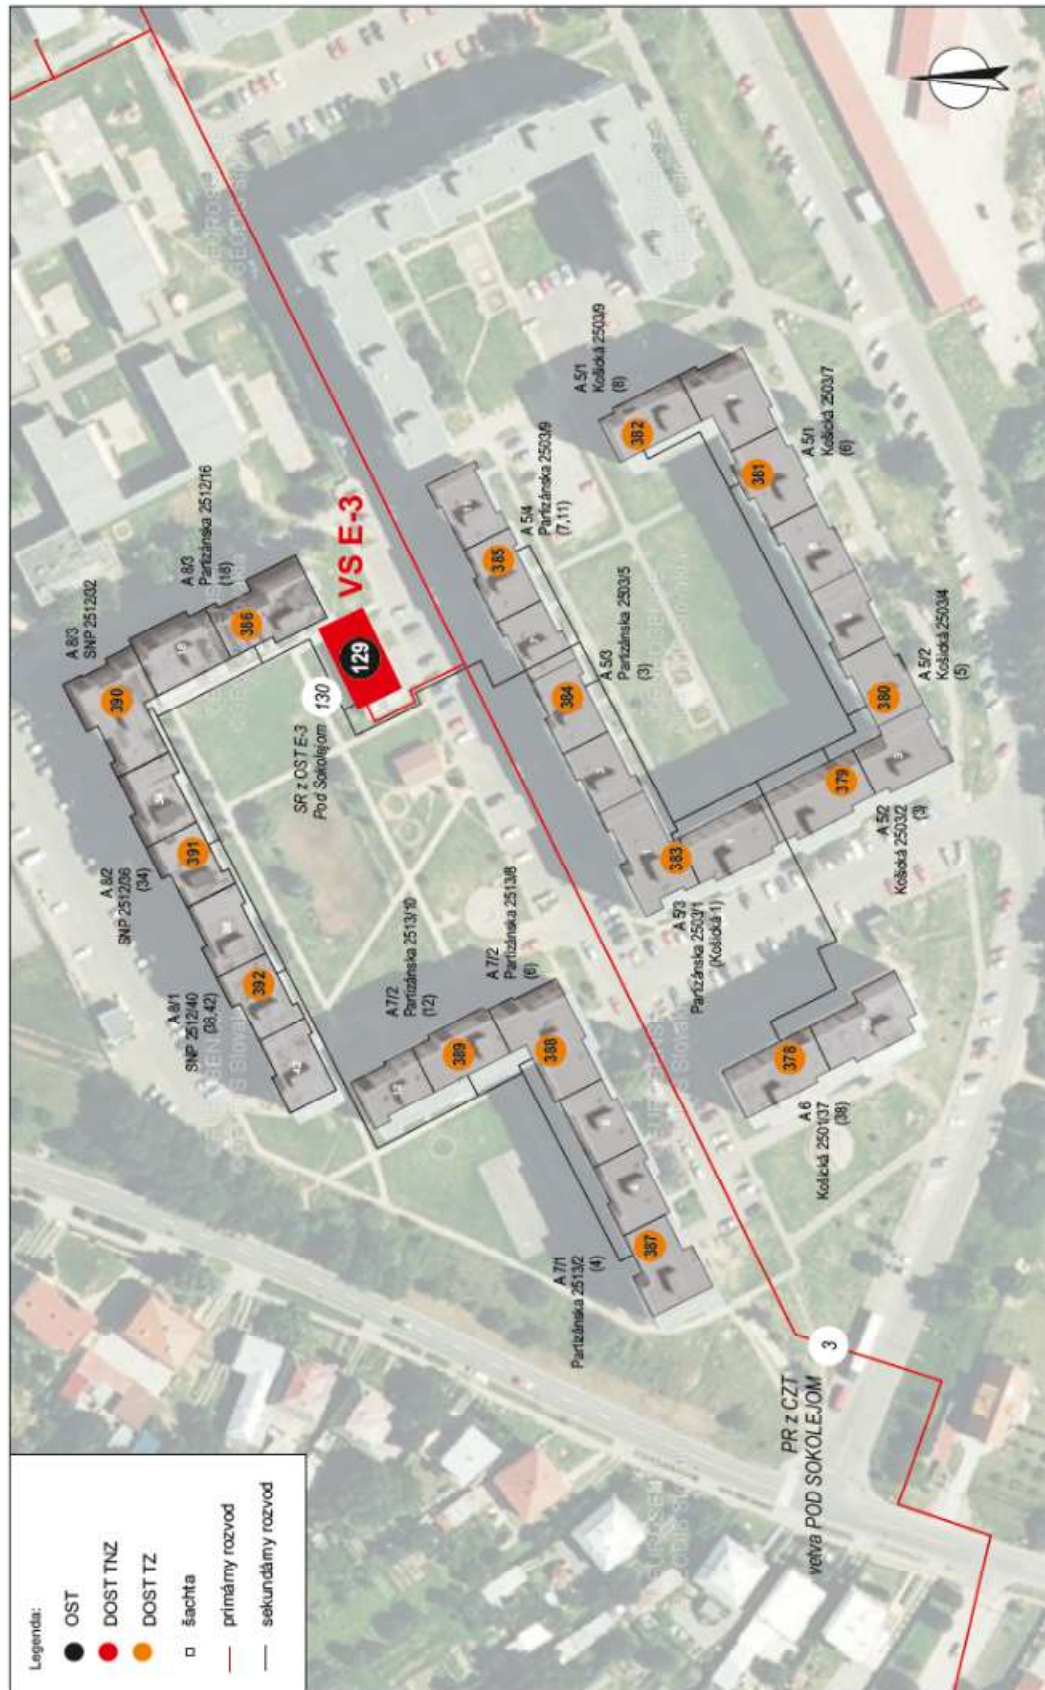 Legenda:
OST
DOST TNZ
DOST TZ
šachta
primárny rozvod
sekundárny rozvod
A 8/3
SNP 2512/32
A 8/3
Partizánska 2512/16
(18)
390
386
VS E-3
129
130
SR z OST E-3
Pod Sokolejom
A 8/2
SNP 2512/36
(34)
391
A 8/1
SNP 2512/40
(38,42)
392
A 7/2
Partizánska 2513/10
(12)
389
A 7/2
Partizánska 2513/8
(6)
388
A 7/1
Partizánska 2513/2
(4)
387
A 5/4
Partizánska 2503/9
(7,11)
385
A 5/3
Partizánska 2503/5
(3)
384
A 5/3
Partizánska 2503/1
(Košická 1)
383
A 5/1
Košická 2503/9
(8)
382
A 5/1
Košická 2503/7
(6)
381
A 5/2
Košická 2503/4
(5)
380
A 5/2
Košická 2503/2
(3)
379
A 6
Košická 2501/37
(38)
378
3
PR z CZT
vetva POD SOKOLEJOM